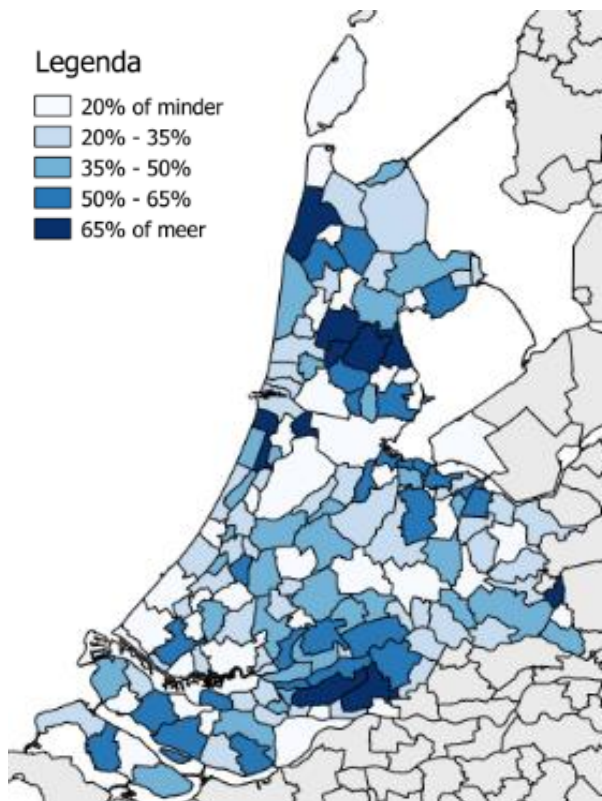 Legenda
20% of minder
20% - 35%
35% - 50%
50% - 65%
65% of meer